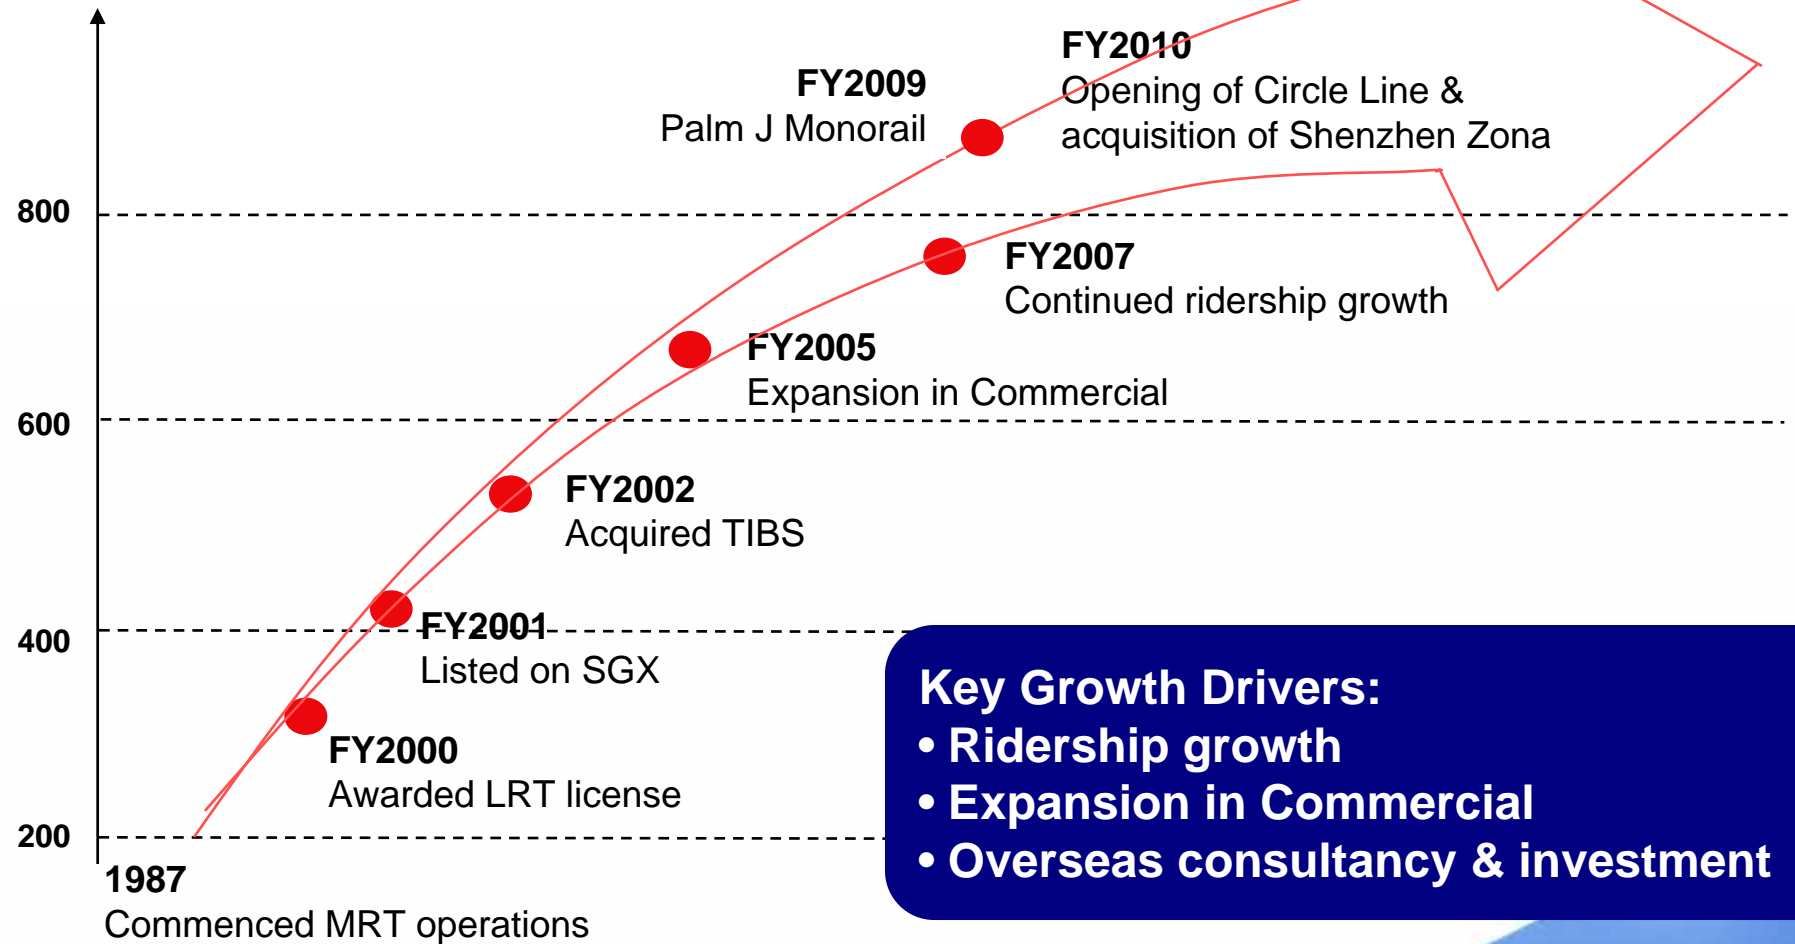 FY2010
Opening of Circle Line &
acquisition of Shenzhen Zona
FY2009
Palm J Monorail
800
FY2007
Continued ridership growth
FY2005
Expansion in Commercial
600
FY2002
Acquired TIBS
FY2001
Listed on SGX
400
FY2000
Awarded LRT license
200
1987
Commenced MRT operations
Key Growth Drivers:
• Ridership growth
• Expansion in Commercial
• Overseas consultancy & investment